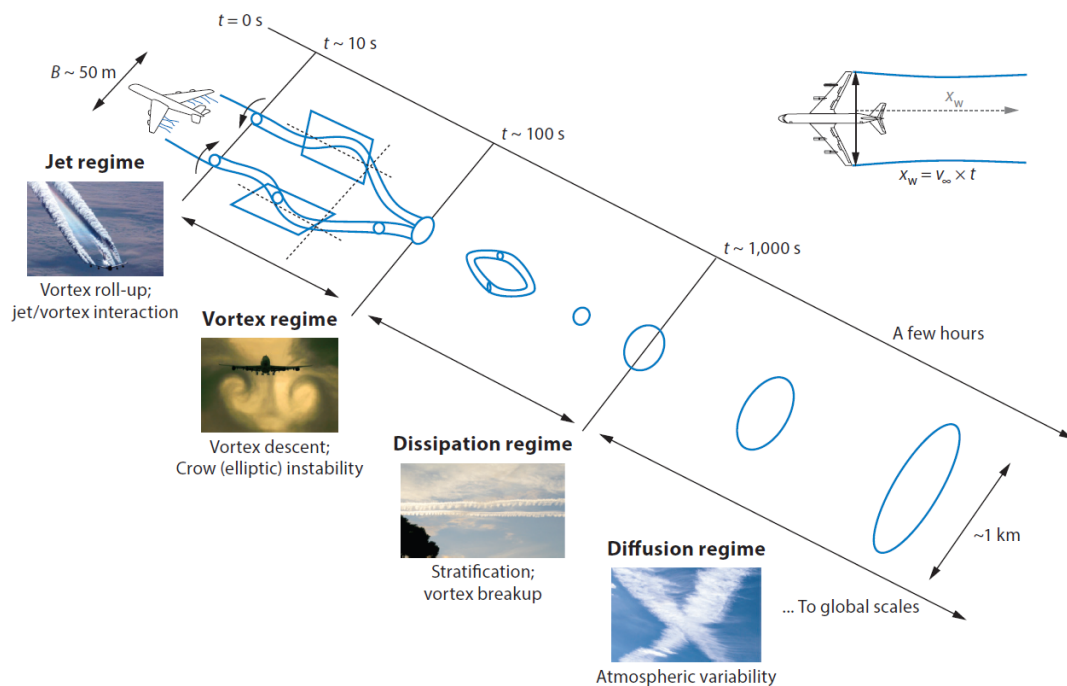 t = 0 s
t ~ 10 s
B ~ 50 m
t ~ 100 s
x_w
x_w = v_∞ × t
Jet regime
Vortex roll-up;
jet/vortex interaction
t ~ 1,000 s
Vortex regime
A few hours
Vortex descent;
Crow (elliptic) instability
Dissipation regime
~1 km
Stratification;
vortex breakup
Diffusion regime
... To global scales
Atmospheric variability